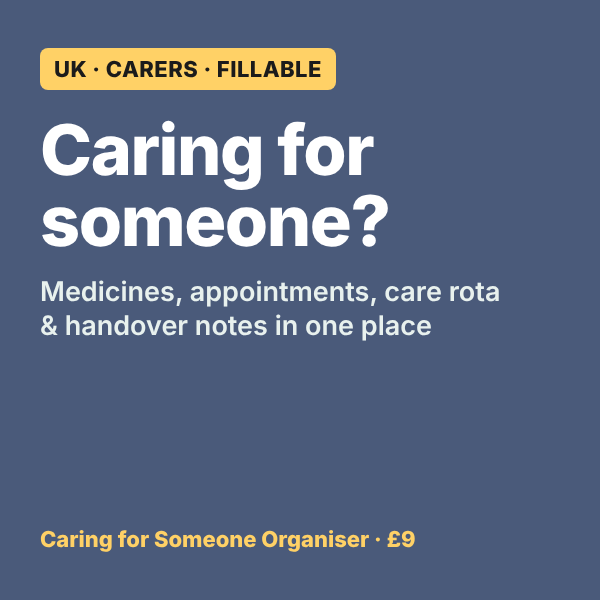 UK · CARERS · FILLABLE
Caring for
someone?
Medicines, appointments, care rota
& handover notes in one place
Caring for Someone Organiser · £9